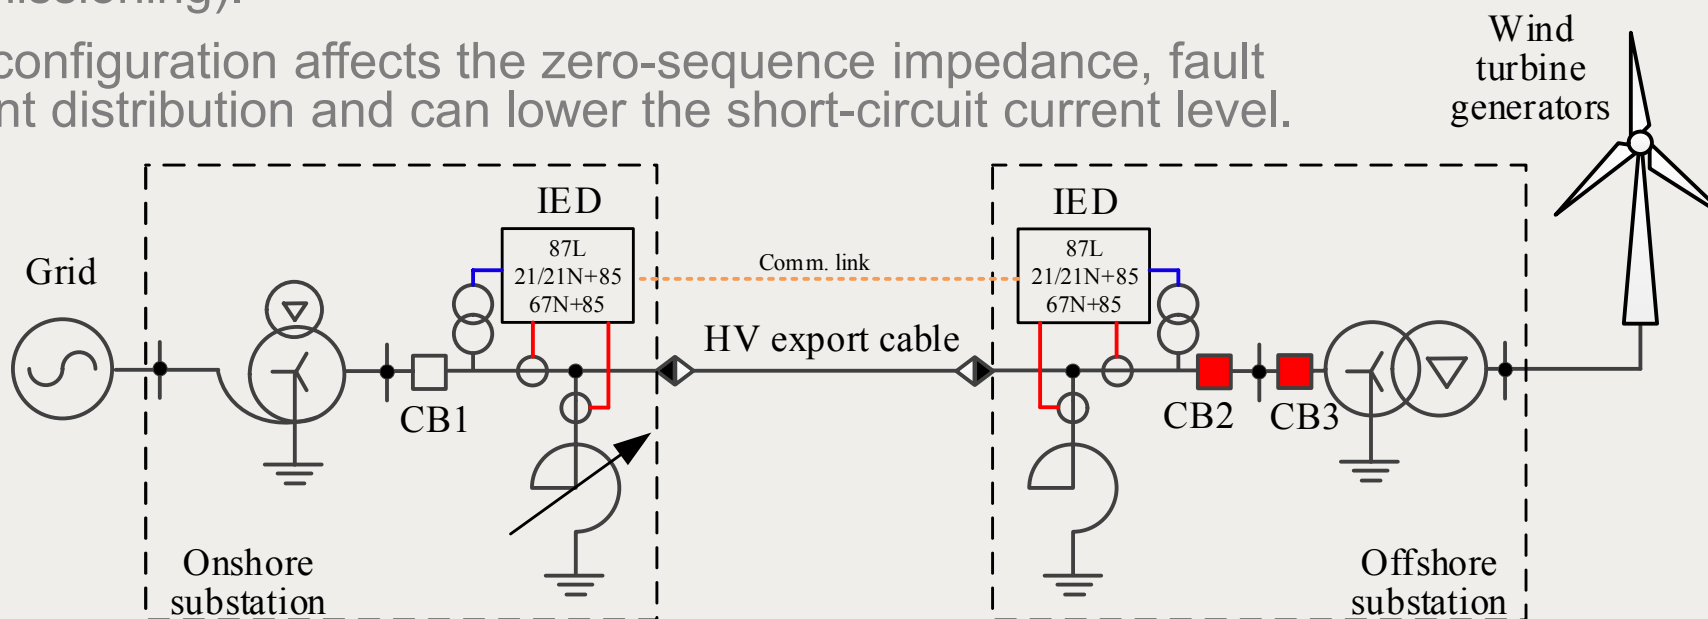 missioning).
configuration affects the zero-sequence impedance, fault
nt distribution and can lower the short-circuit current level.
Wind
turbine
generators
IED
87L
21/21N+85
67N+85
Comm. link
IED
87L
21/21N+85
67N+85
Grid
HV export cable
CB1
CB2
CB3
Onshore
substation
Offshore
substation